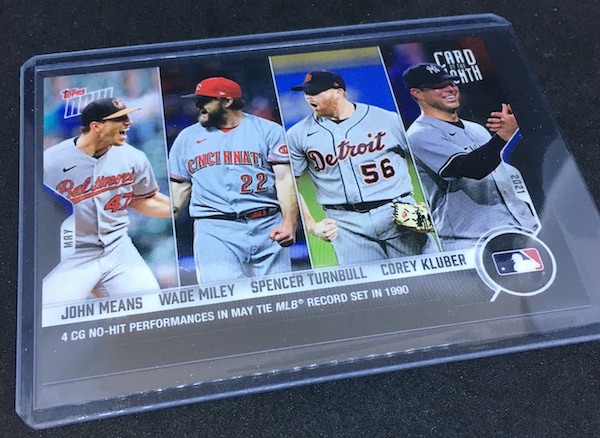 Topps
NOW
CARD
OF THE
MONTH
Baltimore
47
CINCINNATI
22
Detroit
56
MAY
2021
JOHN MEANS WADE MILEY SPENCER TURNBULL COREY KLUBER
4 CG NO-HIT PERFORMANCES IN MAY TIE MLB® RECORD SET IN 1990